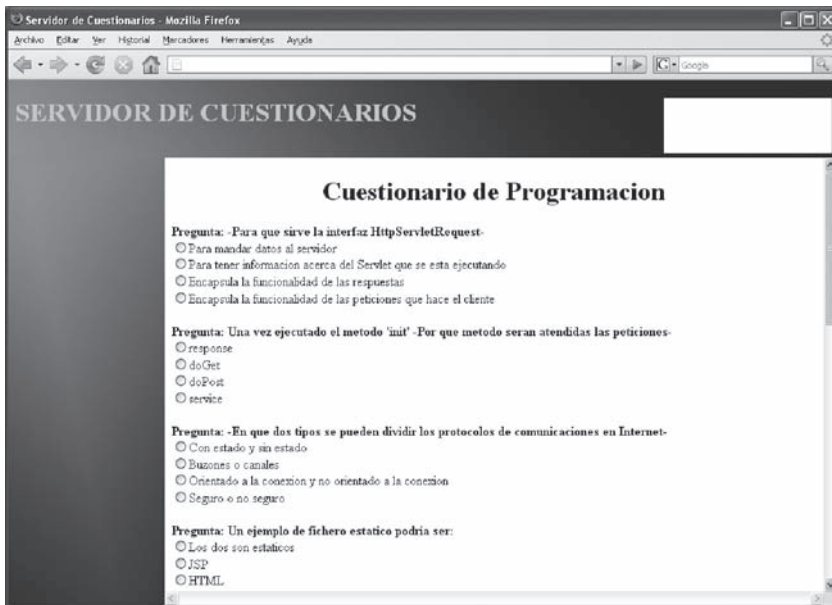 Servidor de Cuestionarios - Mozilla Firefox
Archivo Editar Ver Historial Marcadores Herramientas Ayuda
G Google
SERVIDOR DE CUESTIONARIOS
Cuestionario de Programacion
Pregunta: -Para que sirve la interfaz HttpServletRequest-
Para mandar datos al servidor
Para tener informacion acerca del Servlet que se esta ejecutando
Encapsula la funcionalidad de las respuestas
Encapsula la funcionalidad de las peticiones que hace el cliente
Pregunta: Una vez ejecutado el metodo 'init' -Por que metodo seran atendidas las peticiones-
response
doGet
doPost
service
Pregunta: -En que dos tipos se pueden dividir los protocolos de comunicaciones en Internet-
Con estado y sin estado
Buzones o canales
Orientado a la conexion y no orientado a la conexion
Seguro o no seguro
Pregunta: Un ejemplo de fichero estatico podria ser:
Los dos son estaticos
JSP
HTML